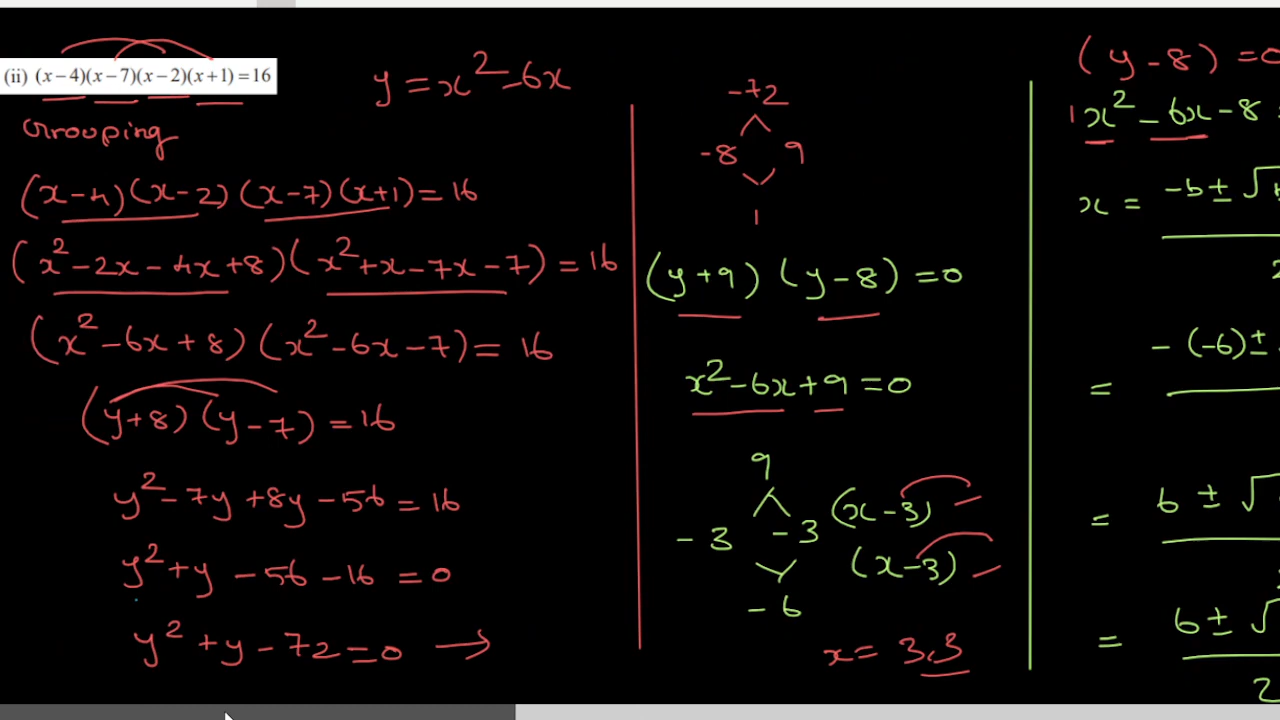 (ii) (x−4)(x−7)(x−2)(x+1)=16
y = x² − 6x
Grouping
(x−4)(x−2)(x−7)(x+1)=16
(x²−2x−4x+8)(x²+x−7x−7)=16
(x²−6x+8)(x²−6x−7)=16
(y+8)(y−7)=16
y²−7y+8y−56=16
y²+y−56−16=0
y²+y−72=0 →
−72
−8 9
1
(y+9)(y−8)=0
x²−6x+9=0
9
−3 −3 (x−3)
(x−3)
−6
x= 3,3
(y−8)=0
1x²−6x−8
x = −b±√
2
= −(−6)±
= 6±√
= 6±√
2